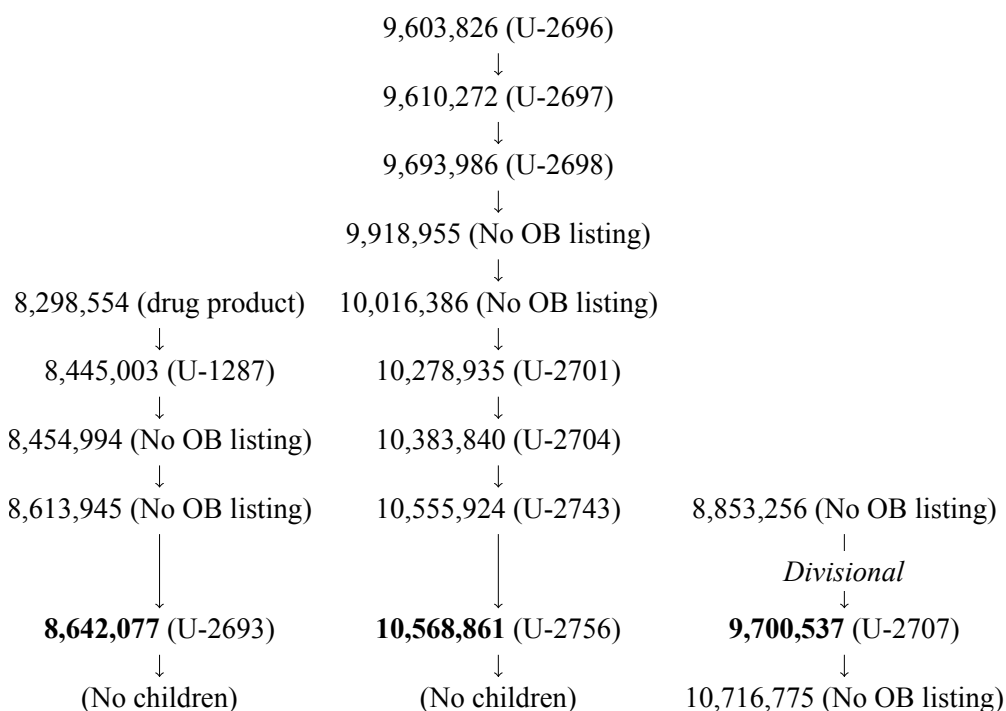 9,603,826 (U-2696)
9,610,272 (U-2697)
9,693,986 (U-2698)
9,918,955 (No OB listing)
8,298,554 (drug product)
10,016,386 (No OB listing)
8,445,003 (U-1287)
10,278,935 (U-2701)
8,454,994 (No OB listing)
10,383,840 (U-2704)
8,613,945 (No OB listing)
10,555,924 (U-2743)
8,853,256 (No OB listing)
Divisional
8,642,077 (U-2693)
10,568,861 (U-2756)
9,700,537 (U-2707)
(No children)
(No children)
10,716,775 (No OB listing)